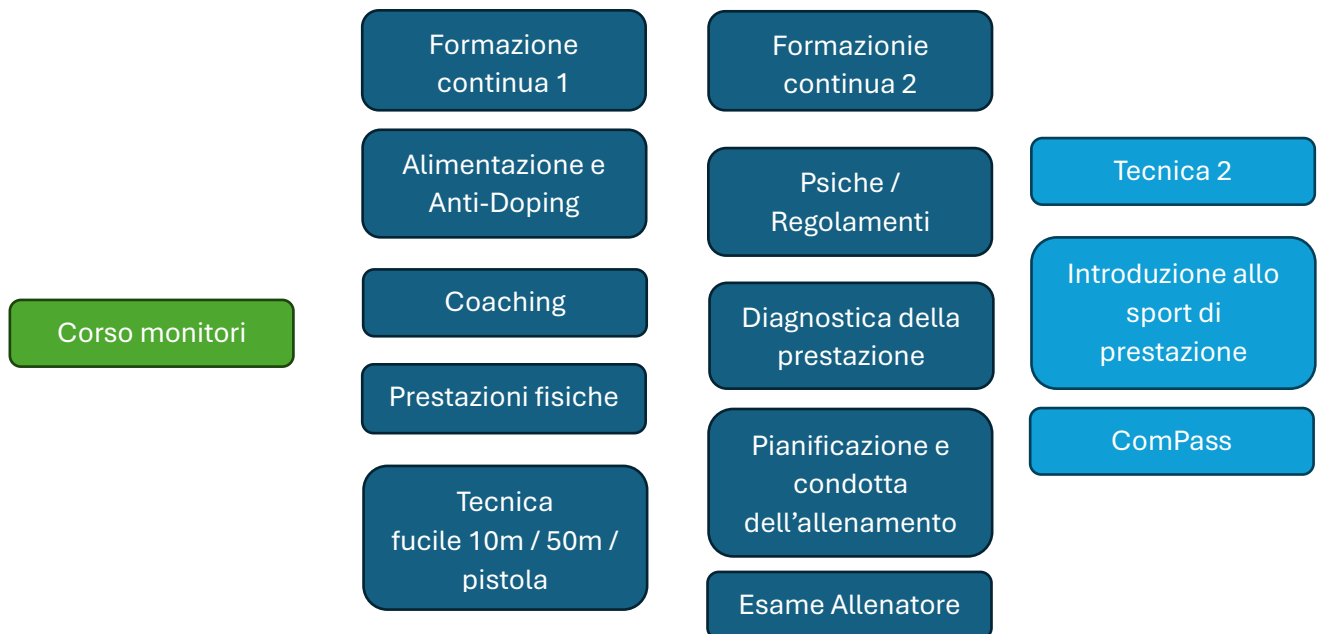 Corso monitori
Formazione
continua 1
Alimentazione e
Anti-Doping
Coaching
Prestazioni fisiche
Tecnica
fucile 10m / 50m /
pistola
Formazionie
continua 2
Psiche /
Regolamenti
Diagnostica della
prestazione
Pianificazione e
condotta
dell’allenamento
Esame Allenatore
Tecnica 2
Introduzione allo
sport di
prestazione
ComPass